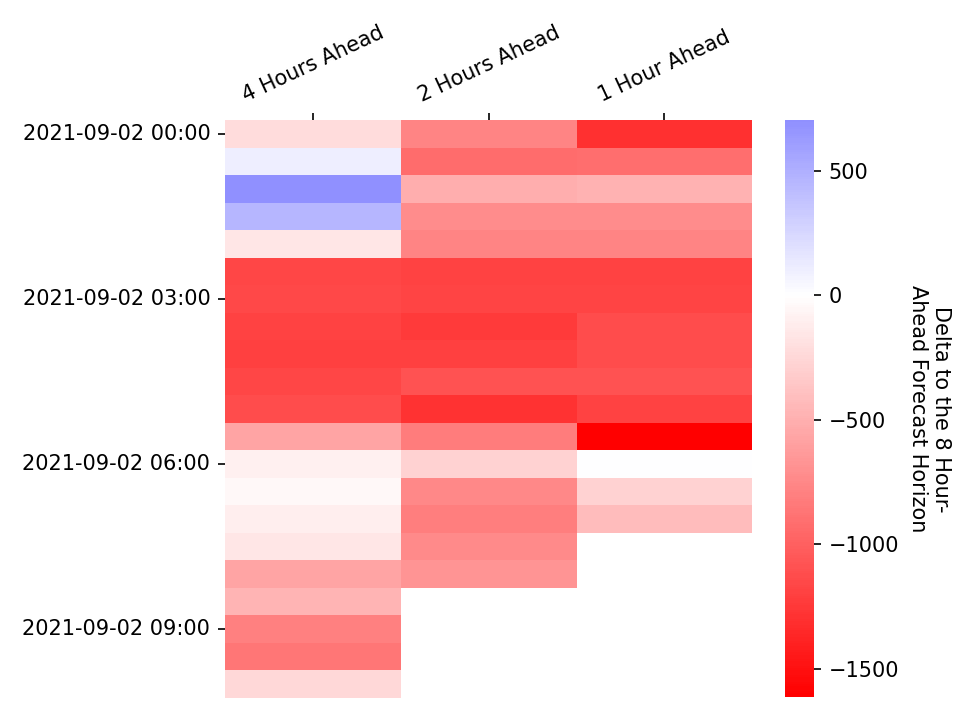 4 Hours Ahead
2 Hours Ahead
1 Hour Ahead
2021-09-02 00:00
2021-09-02 03:00
2021-09-02 06:00
2021-09-02 09:00
500
0
−500
−1000
−1500
Delta to the 8 Hour-
Ahead Forecast Horizon